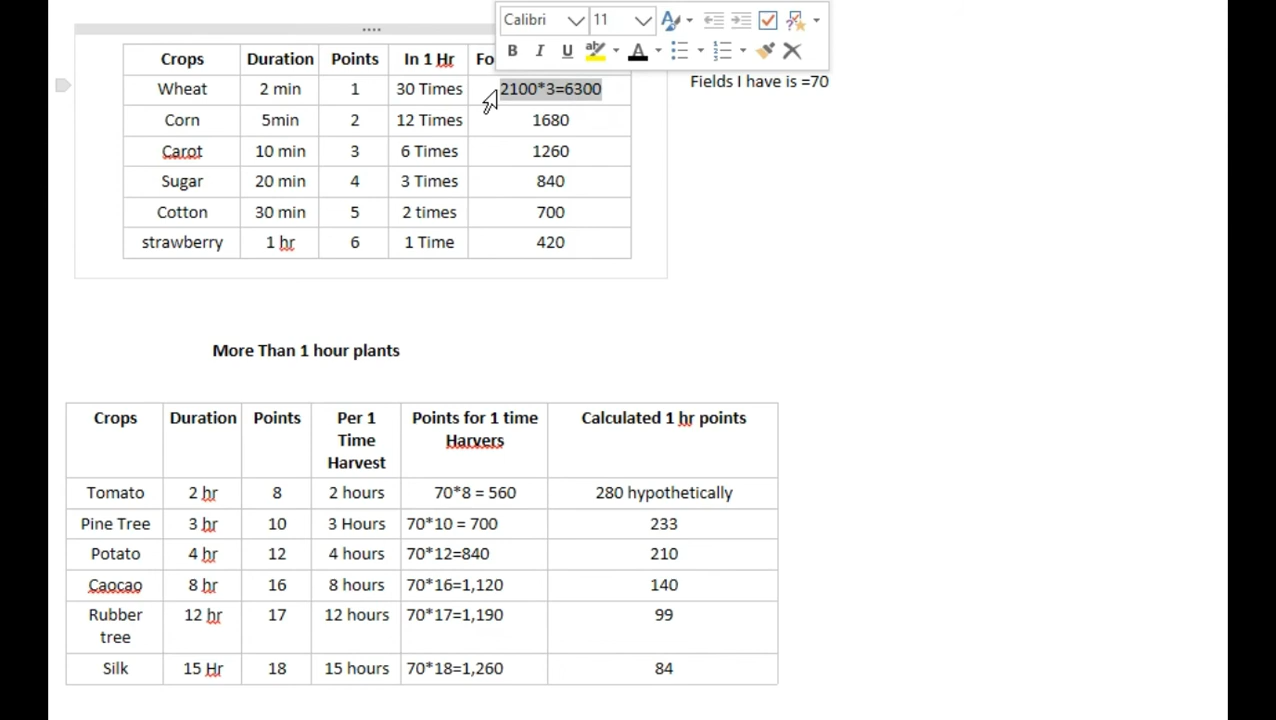 Calibri 11
B I U ab A
Fields I have is =70
Crops Duration Points In 1 Hr Fo
Wheat 2 min 1 30 Times 2100*3=6300
Corn 5min 2 12 Times 1680
Carot 10 min 3 6 Times 1260
Sugar 20 min 4 3 Times 840
Cotton 30 min 5 2 times 700
strawberry 1 hr 6 1 Time 420
More Than 1 hour plants
Crops Duration Points Per 1 Time Harvest Points for 1 time Harvers Calculated 1 hr points
Tomato 2 hr 8 2 hours 70*8 = 560 280 hypothetically
Pine Tree 3 hr 10 3 Hours 70*10 = 700 233
Potato 4 hr 12 4 hours 70*12=840 210
Caocao 8 hr 16 8 hours 70*16=1,120 140
Rubber tree 12 hr 17 12 hours 70*17=1,190 99
Silk 15 Hr 18 15 hours 70*18=1,260 84